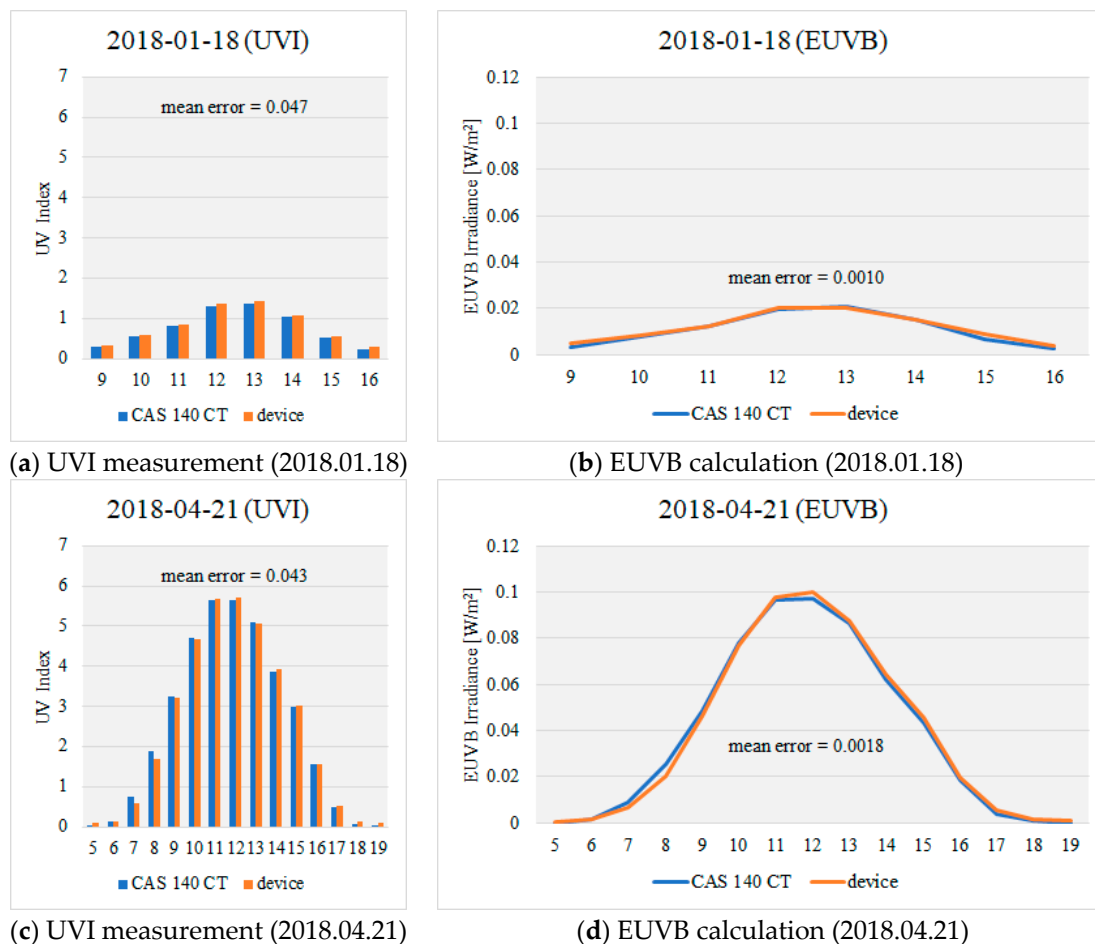 2018-01-18 (UVI)
mean error = 0.047
UV Index
7
6
5
4
3
2
1
0
9 10 11 12 13 14 15 16
CAS 140 CT device
(a) UVI measurement (2018.01.18)
2018-01-18 (EUVB)
mean error = 0.0010
EUVB Irradiance [W/m²]
0.12
0.1
0.08
0.06
0.04
0.02
0
9 10 11 12 13 14 15 16
CAS 140 CT device
(b) EUVB calculation (2018.01.18)
2018-04-21 (UVI)
mean error = 0.043
UV Index
7
6
5
4
3
2
1
0
5 6 7 8 9 10 11 12 13 14 15 16 17 18 19
CAS 140 CT device
(c) UVI measurement (2018.04.21)
2018-04-21 (EUVB)
mean error = 0.0018
EUVB Irradiance [W/m²]
0.12
0.1
0.08
0.06
0.04
0.02
0
5 6 7 8 9 10 11 12 13 14 15 16 17 18 19
CAS 140 CT device
(d) EUVB calculation (2018.04.21)